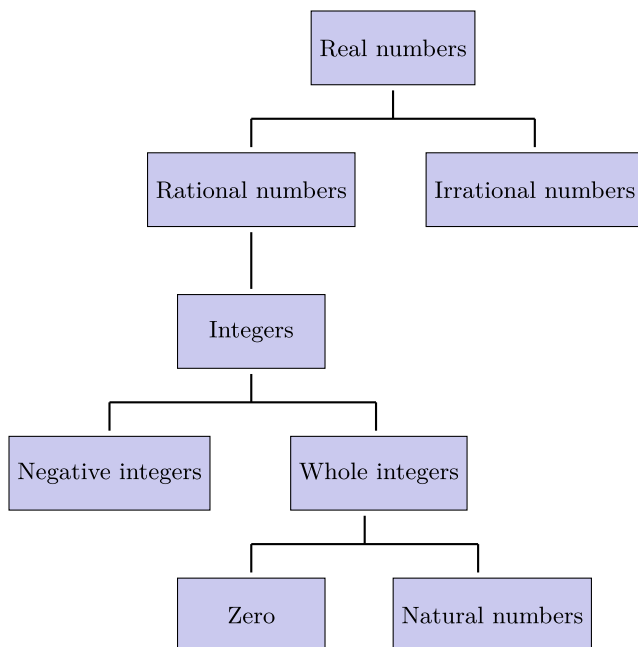 Real numbers
Rational numbers
Irrational numbers
Integers
Negative integers
Whole integers
Zero
Natural numbers